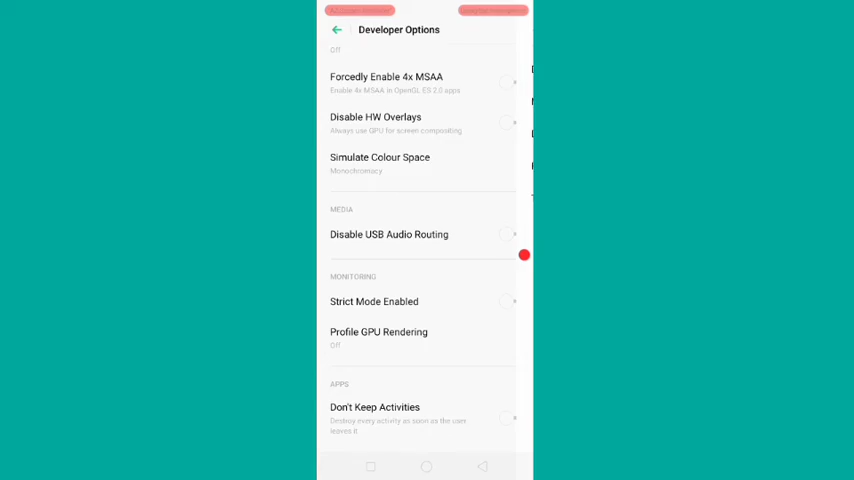 Developer Options
Off
Forcedly Enable 4x MSAA
Enable 4x MSAA in OpenGL ES 2.0 apps
Disable HW Overlays
Always use GPU for screen compositing
Simulate Colour Space
Monochromacy
MEDIA
Disable USB Audio Routing
MONITORING
Strict Mode Enabled
Profile GPU Rendering
Off
APPS
Don't Keep Activities
Destroy every activity as soon as the user
leaves it